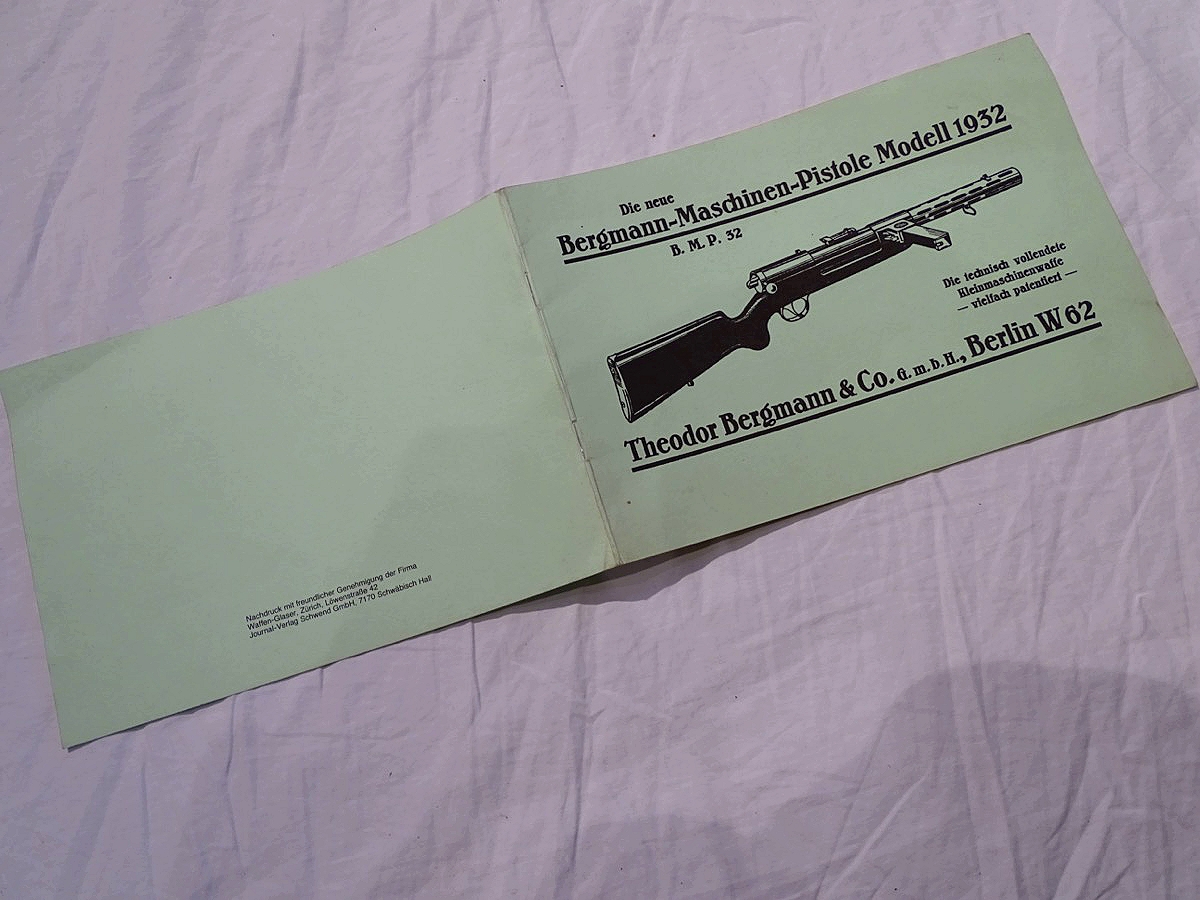 Die neue
Bergmann-Maschinen-Pistole Modell 1932
B. M. P. 32
Die technisch vollendete
Kleinmaschinenwaffe
— vielfach patentiert —
Theodor Bergmann & Co. G. m. b. H., Berlin W 62
Nachdruck mit freundlicher Genehmigung der Firma
Waffen-Glaser, Zürich, Löwenstraße 42
Journal-Verlag Schwend GmbH, 7170 Schwäbisch Hall